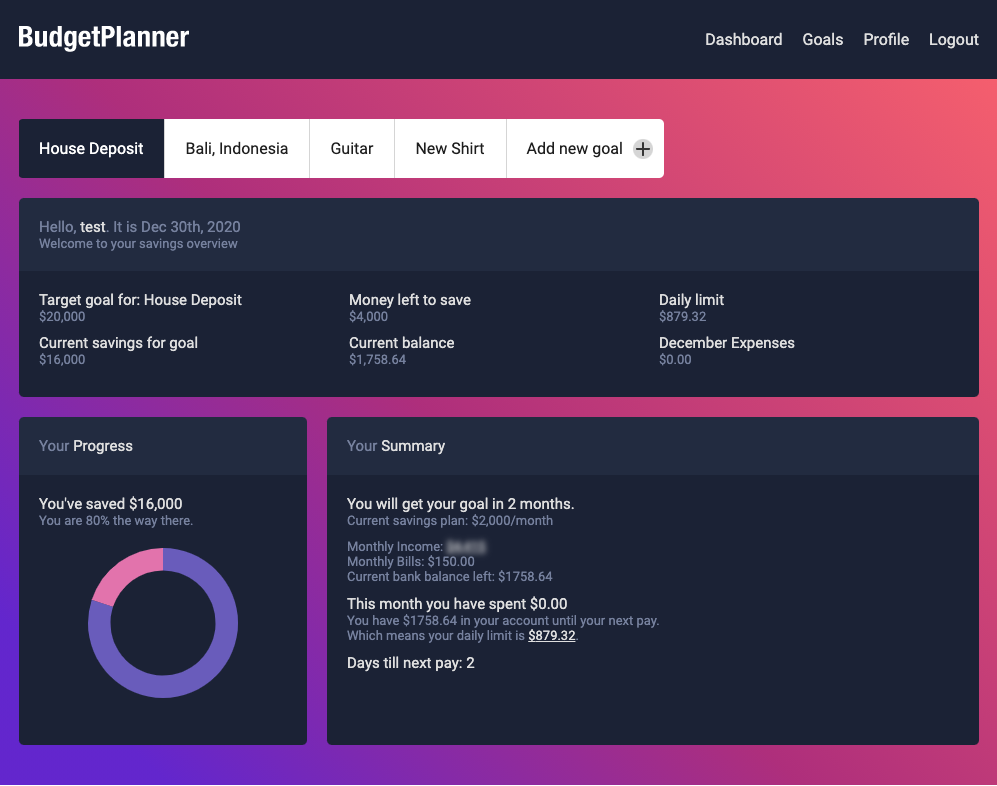 BudgetPlanner
Dashboard Goals Profile Logout
House Deposit Bali, Indonesia Guitar New Shirt Add new goal
Hello, test. It is Dec 30th, 2020
Welcome to your savings overview
Target goal for: House Deposit
$20,000
Money left to save
$4,000
Daily limit
$879.32
Current savings for goal
$16,000
Current balance
$1,758.64
December Expenses
$0.00
Your Progress
You've saved $16,000
You are 80% the way there.
Your Summary
You will get your goal in 2 months.
Current savings plan: $2,000/month
Monthly Income:
Monthly Bills: $150.00
Current bank balance left: $1758.64
This month you have spent $0.00
You have $1758.64 in your account until your next pay.
Which means your daily limit is $879.32.
Days till next pay: 2